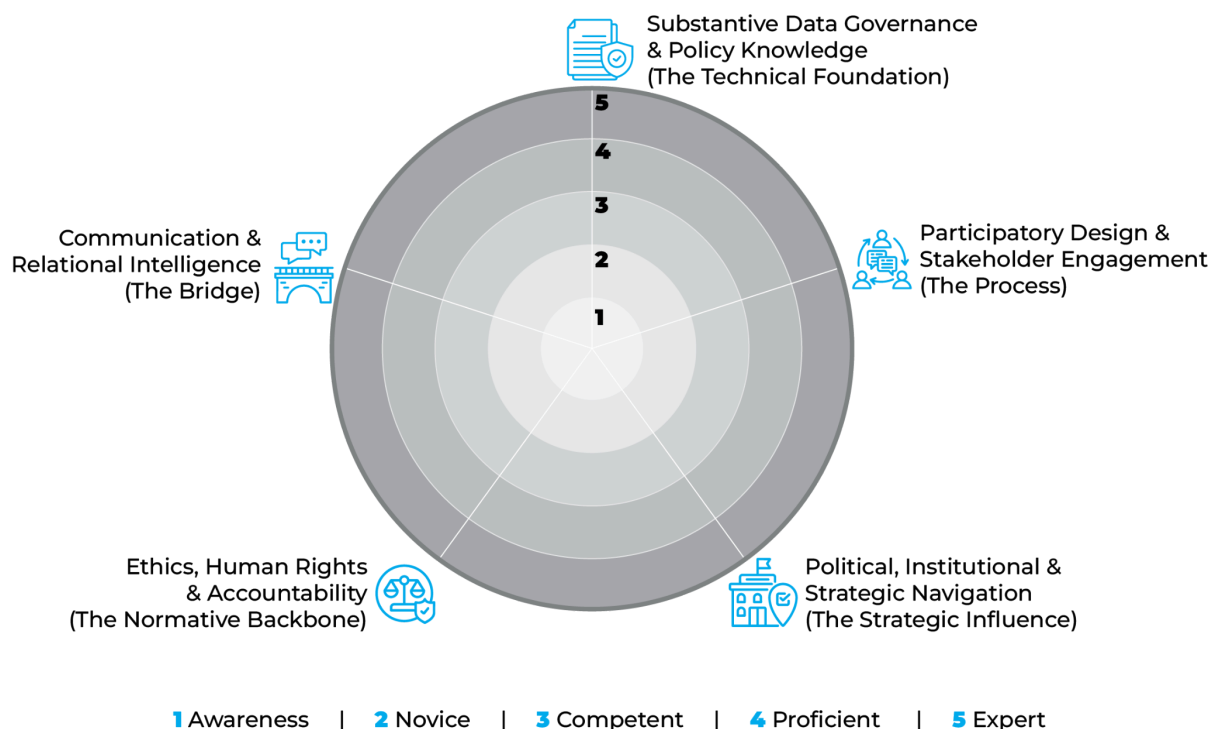 Substantive Data Governance
& Policy Knowledge
(The Technical Foundation)
5
4
3
2
1
Communication &
Relational Intelligence
(The Bridge)
Participatory Design &
Stakeholder Engagement
(The Process)
Ethics, Human Rights
& Accountability
(The Normative Backbone)
Political, Institutional &
Strategic Navigation
(The Strategic Influence)
1 Awareness | 2 Novice | 3 Competent | 4 Proficient | 5 Expert